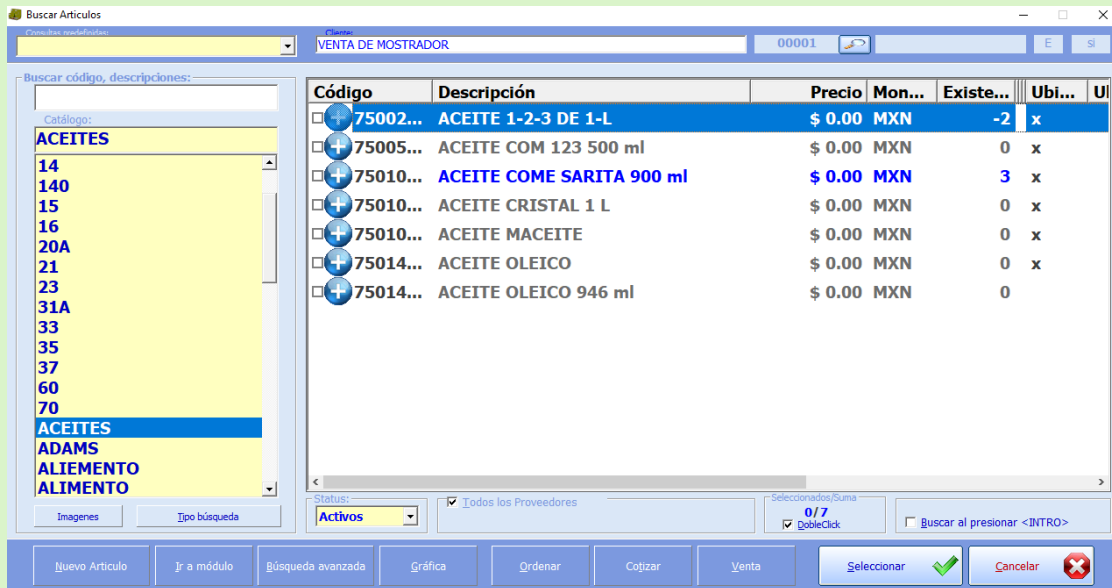 Buscar Articulos
Consultas predefinidas:
Cliente:
VENTA DE MOSTRADOR
00001
E
si
Buscar código, descripciones:
Catálogo:
ACEITES
14
140
15
16
20A
21
23
31A
33
35
37
60
70
ACEITES
ADAMS
ALIEMENTO
ALIMENTO
Imagenes
Tipo búsqueda
Código Descripción Precio Mon... Existe... Ubi... Ul
75002... ACEITE 1-2-3 DE 1-L $ 0.00 MXN -2 x
75005... ACEITE COM 123 500 ml $ 0.00 MXN 0 x
75010... ACEITE COME SARITA 900 ml $ 0.00 MXN 3 x
75010... ACEITE CRISTAL 1 L $ 0.00 MXN 0 x
75010... ACEITE MACEITE $ 0.00 MXN 0 x
75014... ACEITE OLEICO $ 0.00 MXN 0 x
75014... ACEITE OLEICO 946 ml $ 0.00 MXN 0
Status:
Activos
Todos los Proveedores
Seleccionados/Suma
0/7
DobleClick
Buscar al presionar <INTRO>
Nuevo Articulo
Ir a módulo
Búsqueda avanzada
Gráfica
Ordenar
Cotizar
Venta
Seleccionar
Cancelar